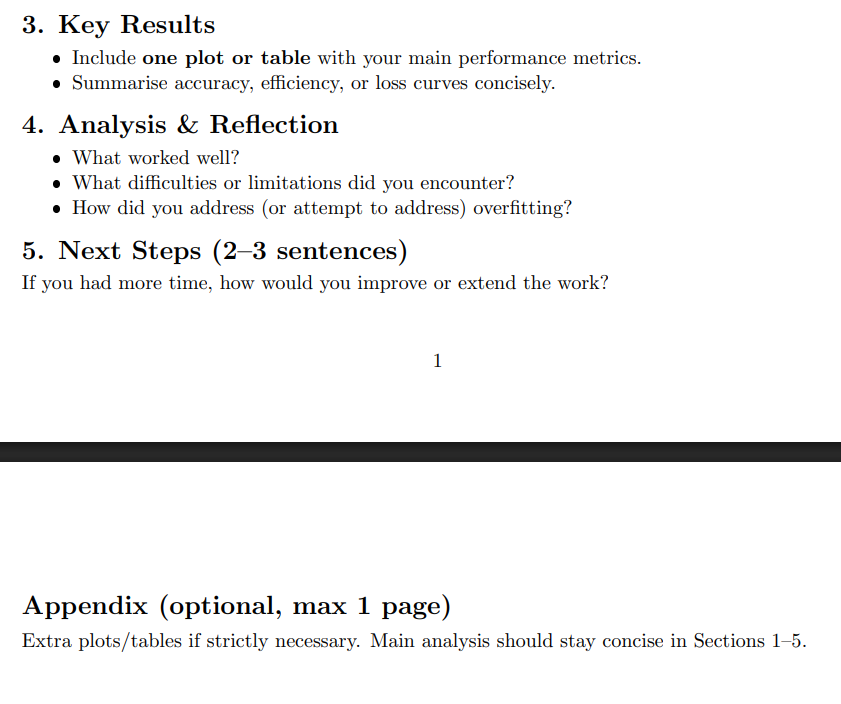 3. Key Results
• Include one plot or table with your main performance metrics.
• Summarise accuracy, efficiency, or loss curves concisely.
4. Analysis & Reflection
• What worked well?
• What difficulties or limitations did you encounter?
• How did you address (or attempt to address) overfitting?
5. Next Steps (2–3 sentences)
If you had more time, how would you improve or extend the work?
1
Appendix (optional, max 1 page)
Extra plots/tables if strictly necessary. Main analysis should stay concise in Sections 1–5.